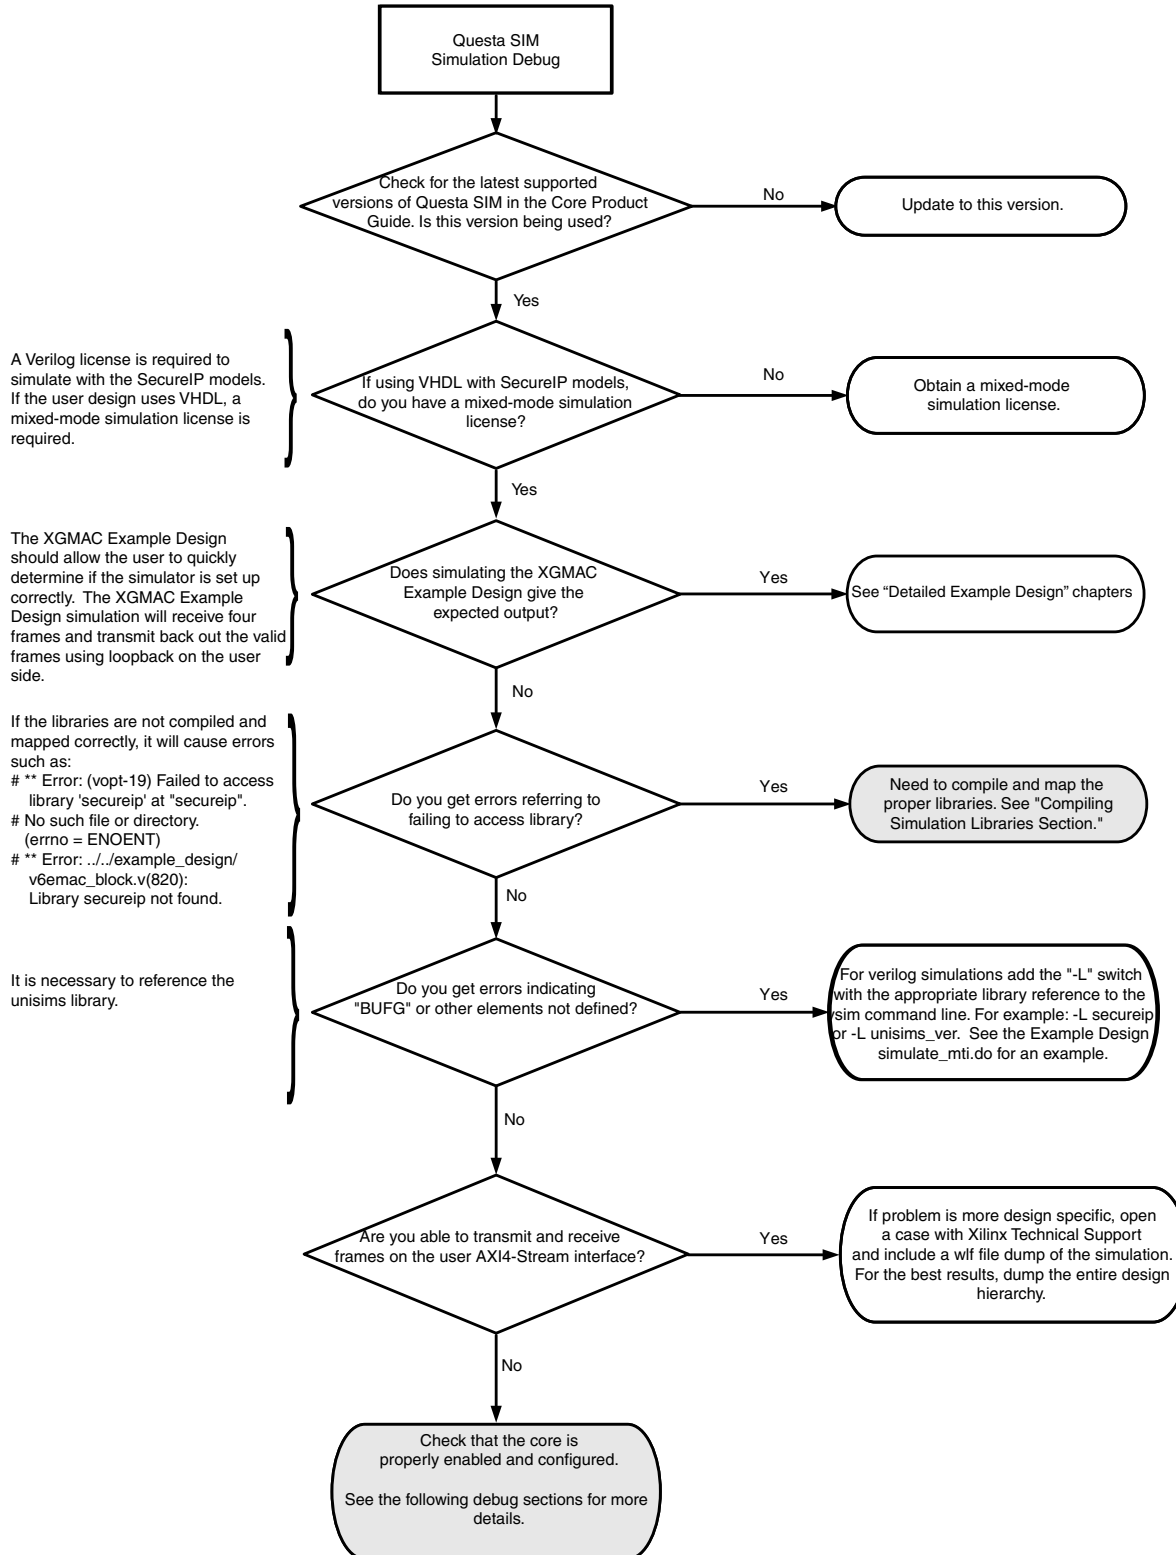 Questa SIM
Simulation Debug
Check for the latest supported
versions of Questa SIM in the Core Product
Guide. Is this version being used?
No
Update to this version.
Yes
A Verilog license is required to
simulate with the SecureIP models.
If the user design uses VHDL, a
mixed-mode simulation license is
required.
If using VHDL with SecureIP models,
do you have a mixed-mode simulation
license?
No
Obtain a mixed-mode
simulation license.
Yes
The XGMAC Example Design
should allow the user to quickly
determine if the simulator is set up
correctly. The XGMAC Example
Design simulation will receive four
frames and transmit back out the valid
frames using loopback on the user
side.
Does simulating the XGMAC
Example Design give the
expected output?
Yes
See “Detailed Example Design” chapters
No
If the libraries are not compiled and
mapped correctly, it will cause errors
such as:
# ** Error: (vopt-19) Failed to access
library 'secureip' at "secureip".
# No such file or directory.
(errno = ENOENT)
# ** Error: ../../example_design/
v6emac_block.v(820):
Library secureip not found.
Do you get errors referring to
failing to access library?
Yes
Need to compile and map the
proper libraries. See "Compiling
Simulation Libraries Section."
No
It is necessary to reference the
unisims library.
Do you get errors indicating
"BUFG" or other elements not defined?
Yes
For verilog simulations add the "-L" switch
with the appropriate library reference to the
vsim command line. For example: -L secureip
or -L unisims_ver. See the Example Design
simulate_mti.do for an example.
No
Are you able to transmit and receive
frames on the user AXI4-Stream interface?
Yes
If problem is more design specific, open
a case with Xilinx Technical Support
and include a wlf file dump of the simulation.
For the best results, dump the entire design
hierarchy.
No
Check that the core is
properly enabled and configured.
See the following debug sections for more
details.